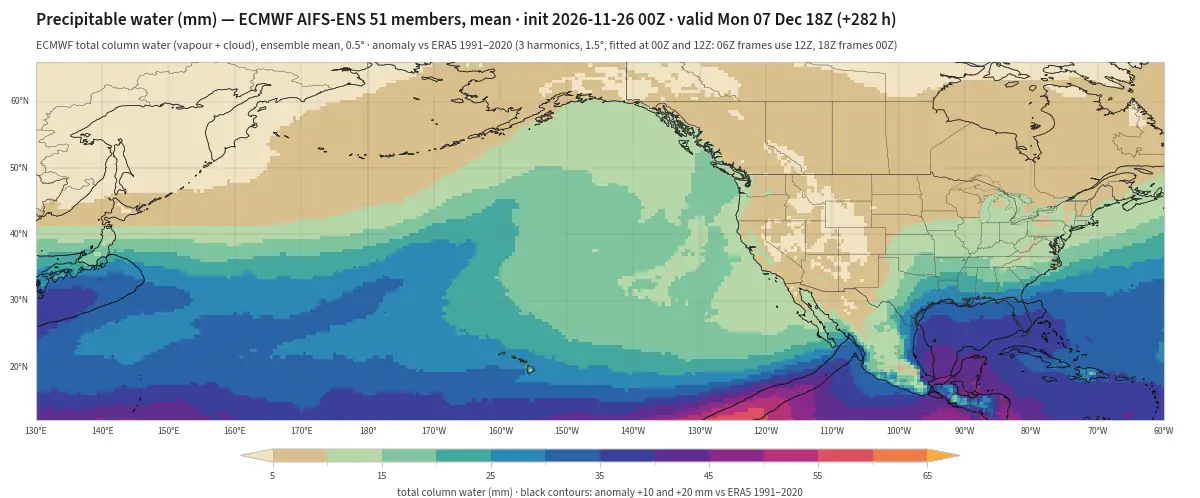 Precipitable water (mm) — ECMWF AIFS-ENS 51 members, mean · init 2026-11-26 00Z · valid Mon 07 Dec 18Z (+282 h)
ECMWF total column water (vapour + cloud), ensemble mean, 0.5° · anomaly vs ERA5 1991–2020 (3 harmonics, 1.5°, fitted at 00Z and 12Z: 06Z frames use 12Z, 18Z frames 00Z)
60°N
50°N
40°N
30°N
20°N
130°E 140°E 150°E 160°E 170°E 180° 170°W 160°W 150°W 140°W 130°W 120°W 110°W 100°W 90°W 80°W 70°W 60°W
5 15 25 35 45 55 65
total column water (mm) · black contours: anomaly +10 and +20 mm vs ERA5 1991–2020